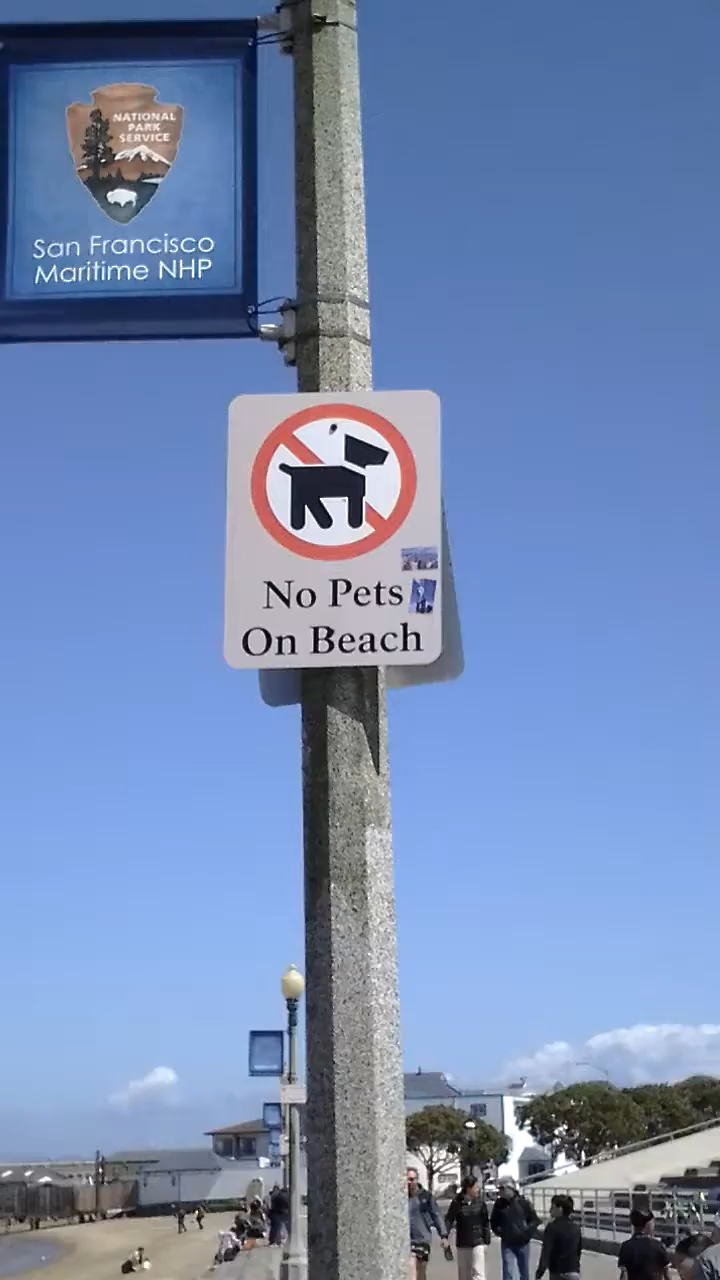 NATIONAL
PARK
SERVICE
San Francisco
Maritime NHP
No Pets
On Beach